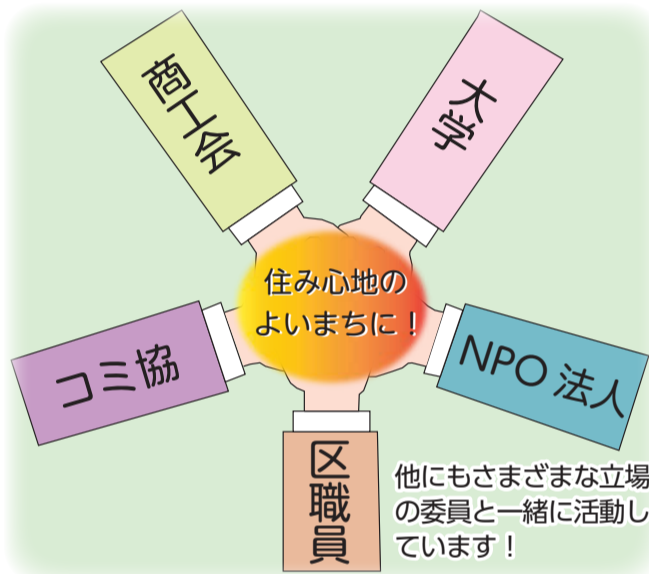 商工会
大学
住み心地の
よいまちに！
コミ協
NPO 法人
区職員
他にもさまざまな立場
の委員と一緒に活動し
ています！